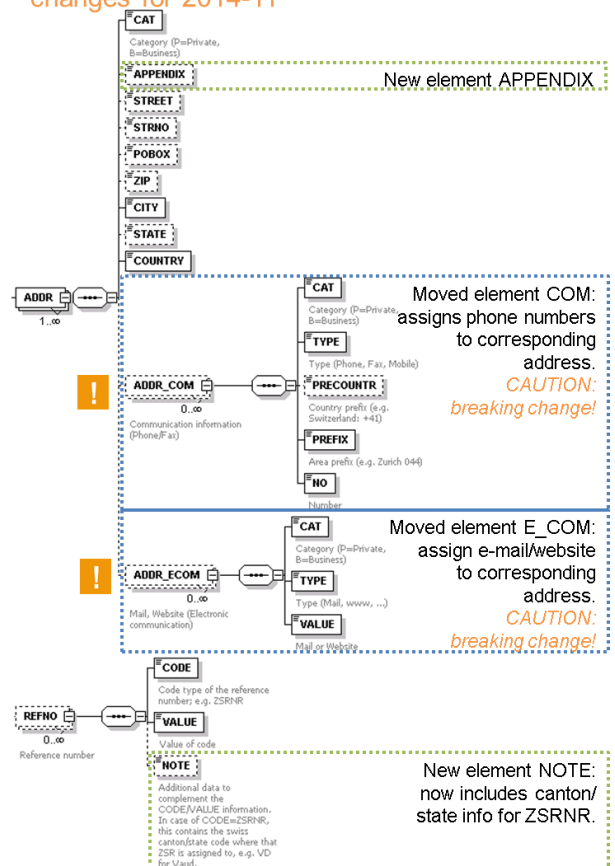 changes for 2014-11
CAT
Category (P=Private,
B=Business)
APPENDIX
New element APPENDIX
STREET
STRNO
POBOX
ZIP
CITY
STATE
COUNTRY
ADDR
1..∞
CAT
Category (P=Private,
B=Business)
TYPE
Type (Phone, Fax, Mobile)
PRECOUNTR
Country prefix (e.g.
Switzerland: +41)
PREFIX
Area prefix (e.g. Zurich 044)
NO
Number
Moved element COM:
assigns phone numbers
to corresponding
address.
CAUTION:
breaking change!
!
ADDR_COM
0..∞
Communication information
(Phone/Fax)
CAT
Category (P=Private,
B=Business)
TYPE
Type (Mail, www, ...)
VALUE
Mail or Website
Moved element E_COM:
assign e-mail/website
to corresponding
address.
CAUTION:
breaking change!
!
ADDR_ECOM
0..∞
Mail, Website (Electronic
communication)
REFNO
0..∞
Reference number
CODE
Code type of the reference
number; e.g. ZSRNR
VALUE
Value of code
NOTE
Additional data to
complement the
CODE/VALUE information.
In case of CODE=ZSRNR,
this contains the swiss
canton/state code where that
ZSR is assigned to, e.g. VD
for Vaud.
New element NOTE:
now includes canton/
state info for ZSRNR.